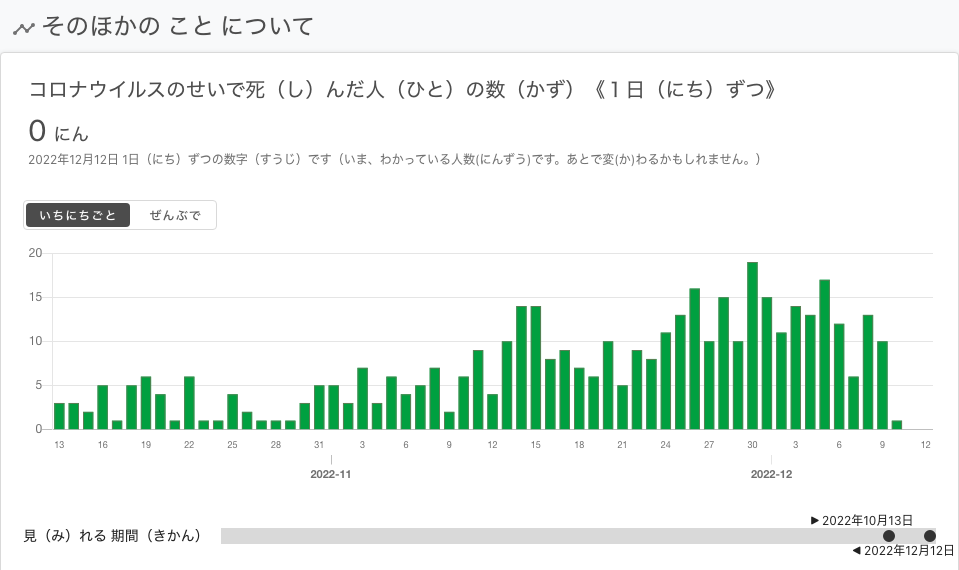 そのほかの こと について
コロナウイルスのせいで死（し）んだ人（ひと）の数（かず）《１日（にち）ずつ》
0 にん
2022年12月12日 1日（にち）ずつの数字（すうじ）です（いま、わかっている人数(にんずう)です。あとで変(か)わるかもしれません。）
いちにちごと ぜんぶで
20
15
10
5
0
13 16 19 22 25 28 31 3 6 9 12 15 18 21 24 27 30 3 6 9 12
2022-11 2022-12
▶2022年10月13日
見（み）れる 期間（きかん）
◀2022年12月12日